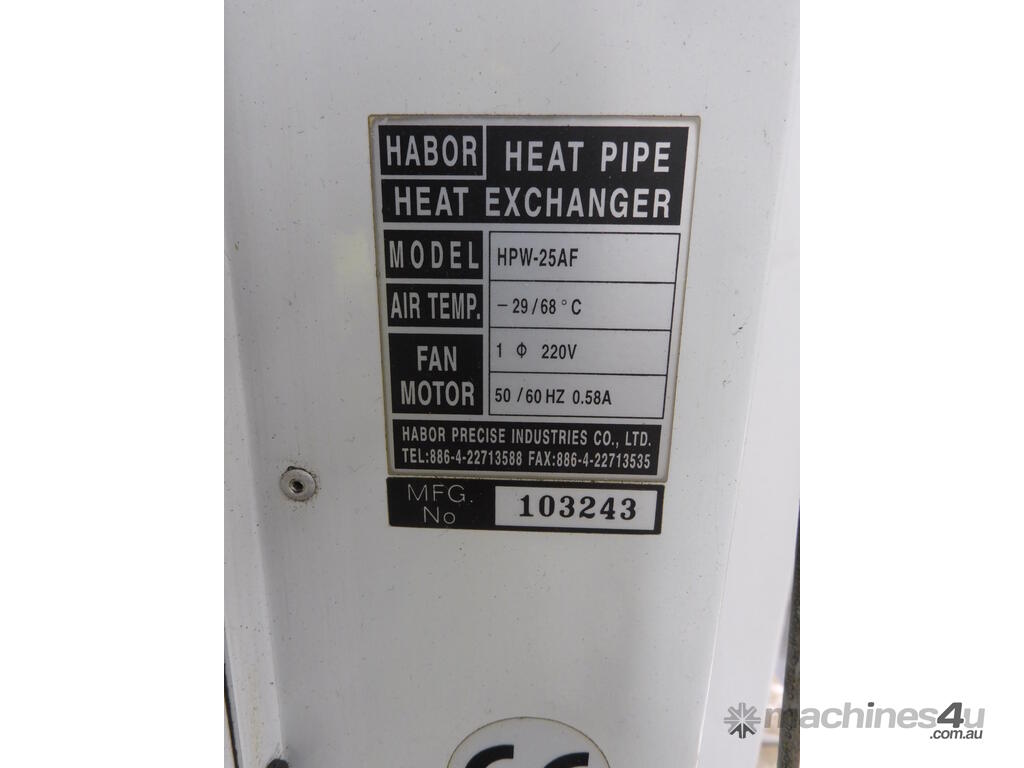 HABOR HEAT PIPE
HEAT EXCHANGER
MODEL HPW-25AF
AIR TEMP. -29/68°C
FAN MOTOR 1 Φ 220V
50/60HZ 0.58A
HABOR PRECISE INDUSTRIES CO., LTD.
TEL:886-4-22713588 FAX:886-4-22713535
MFG. No 103243
CE
machines4u
.com.au